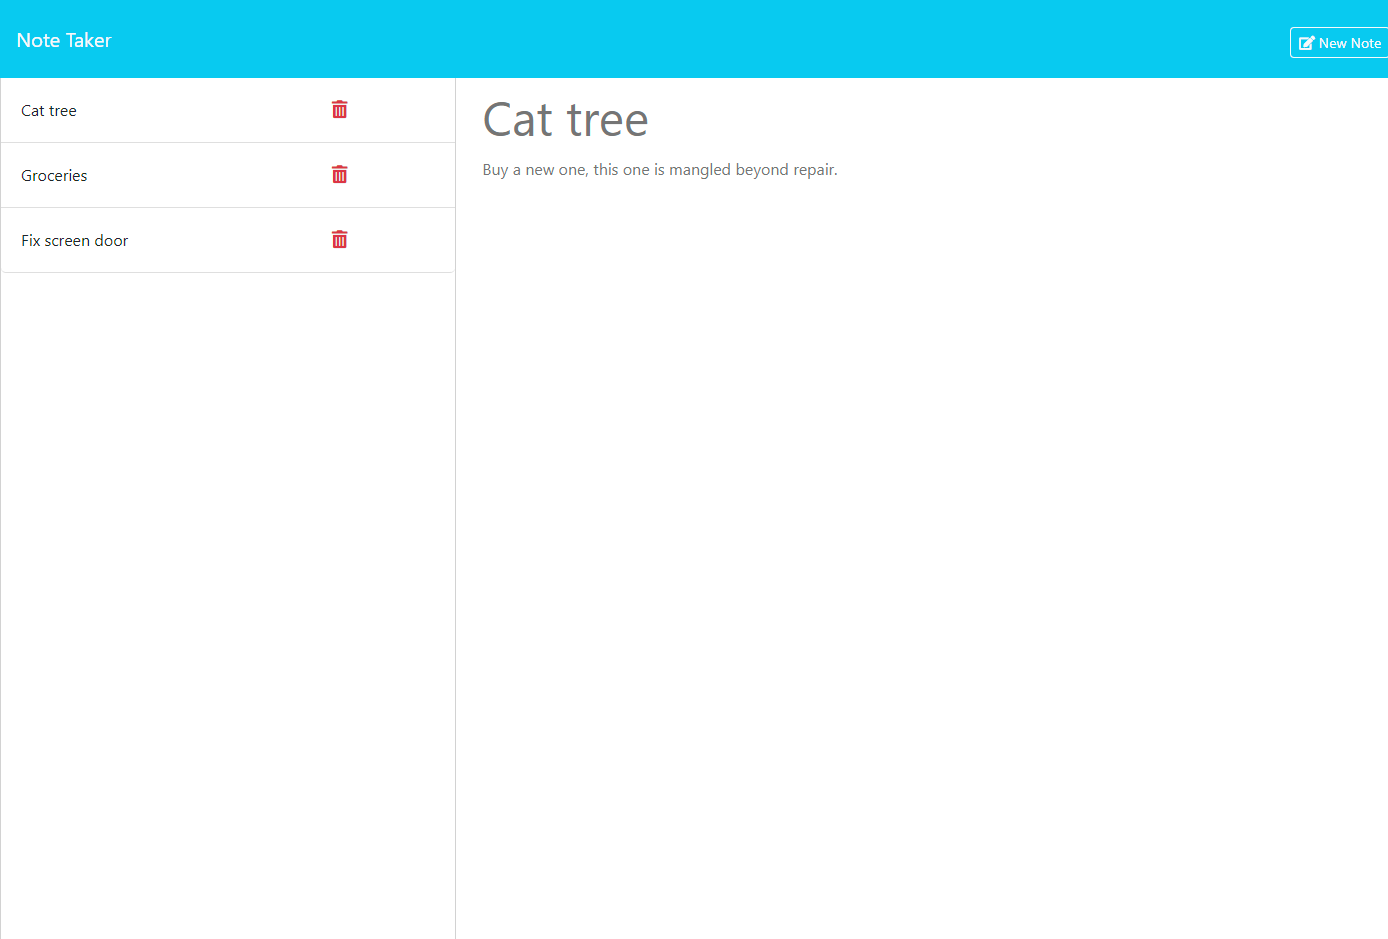 Note Taker
New Note
Cat tree
Groceries
Fix screen door
Cat tree
Buy a new one, this one is mangled beyond repair.